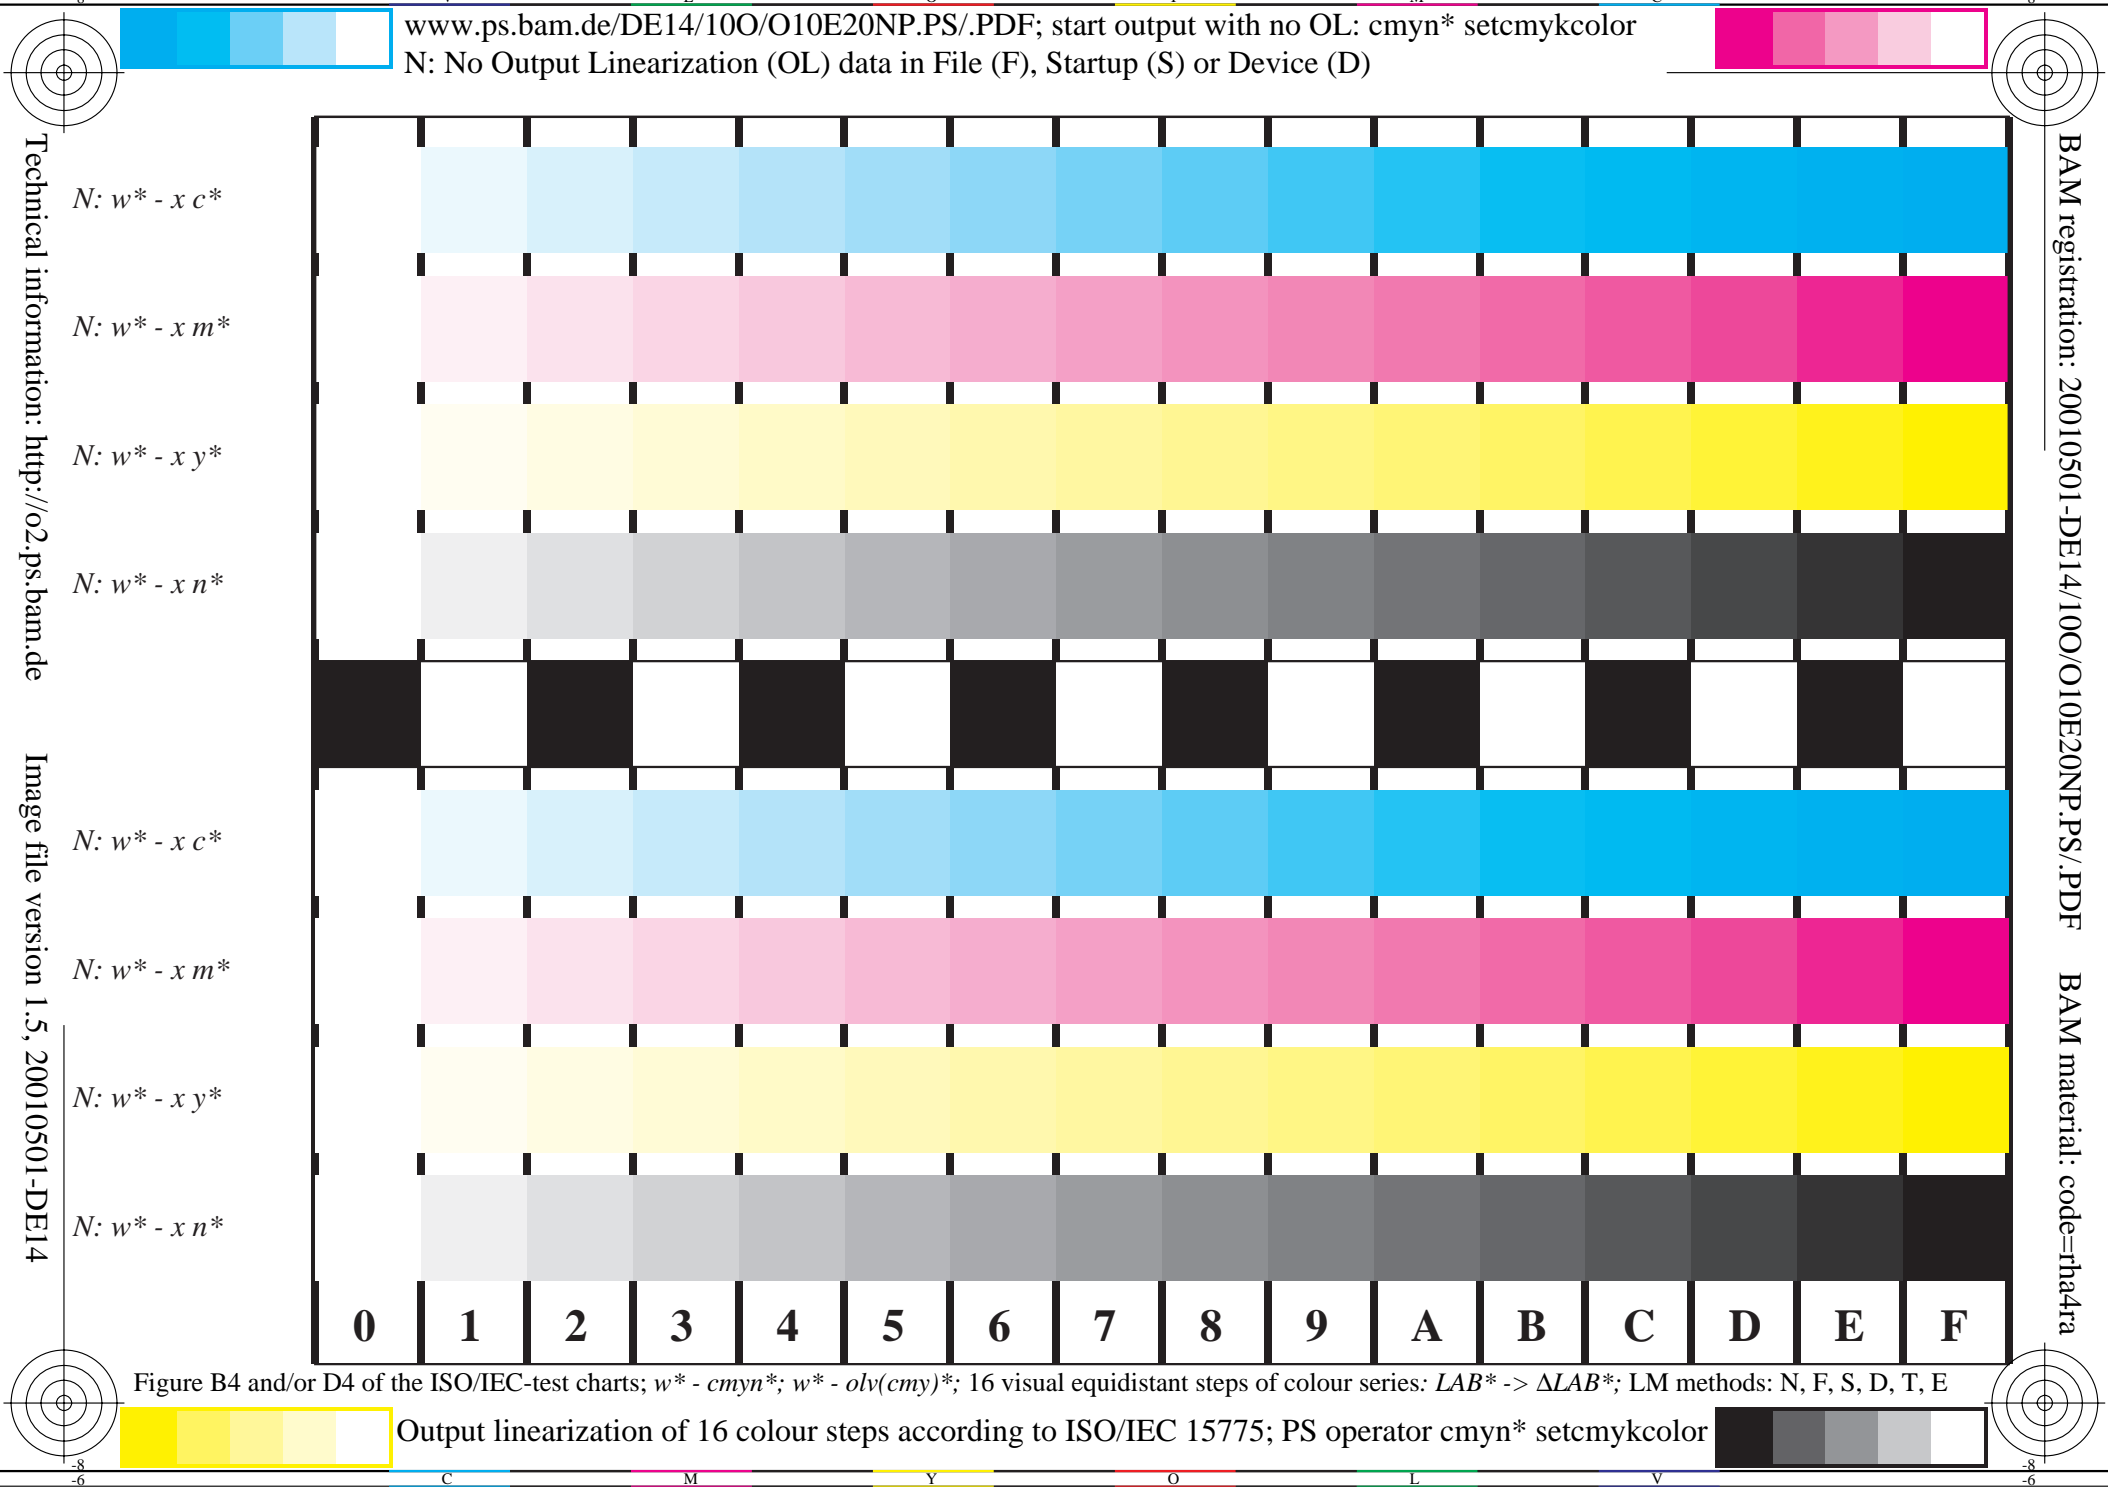 www.ps.bam.de/DE14/10O/O10E20NP.PS/.PDF; start output with no OL: cmyn* setcmykcolor
N: No Output Linearization (OL) data in File (F), Startup (S) or Device (D)
Technical information: http://o2.ps.bam.de
Image file version 1.5, 20010501-DE14
BAM registration: 20010501-DE14/10O/O10E20NP.PS/.PDF
BAM material: code=rha4ra
N: w* - x c*
N: w* - x m*
N: w* - x y*
N: w* - x n*
N: w* - x c*
N: w* - x m*
N: w* - x y*
N: w* - x n*
0 1 2 3 4 5 6 7 8 9 A B C D E F
Figure B4 and/or D4 of the ISO/IEC-test charts; w* - cmyn*; w* - olv(cmy)*; 16 visual equidistant steps of colour series: LAB* -> ΔLAB*; LM methods: N, F, S, D, T, E
Output linearization of 16 colour steps according to ISO/IEC 15775; PS operator cmyn* setcmykcolor
-8 -8
-6 C M Y O L V -6